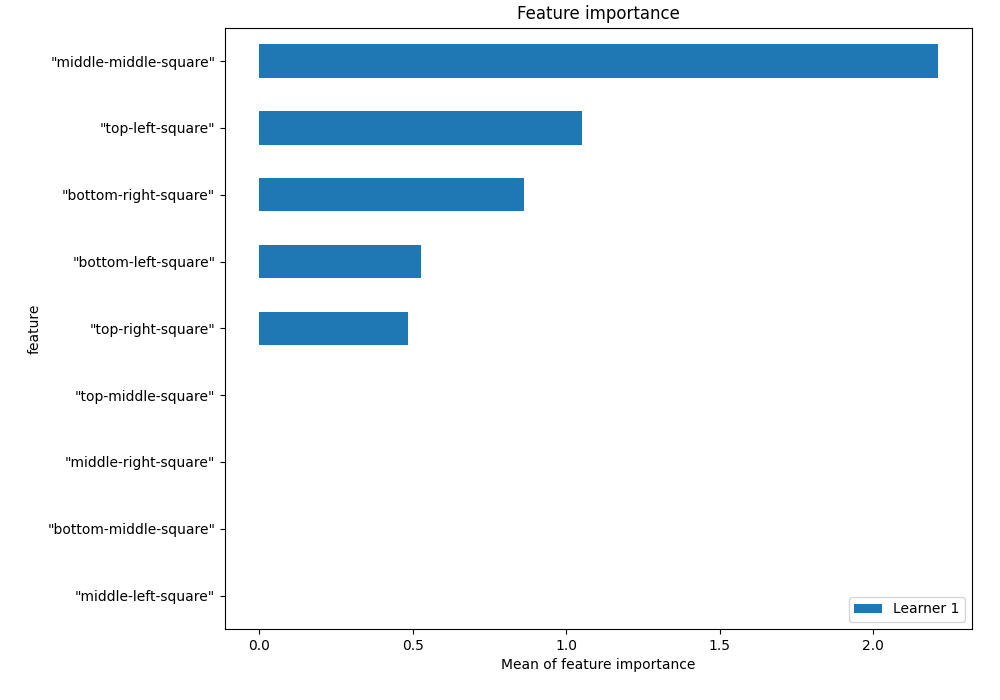 Feature importance
"middle-middle-square"
"top-left-square"
"bottom-right-square"
"bottom-left-square"
"top-right-square"
"top-middle-square"
"middle-right-square"
"bottom-middle-square"
"middle-left-square"
feature
Learner 1
0.0 0.5 1.0 1.5 2.0
Mean of feature importance